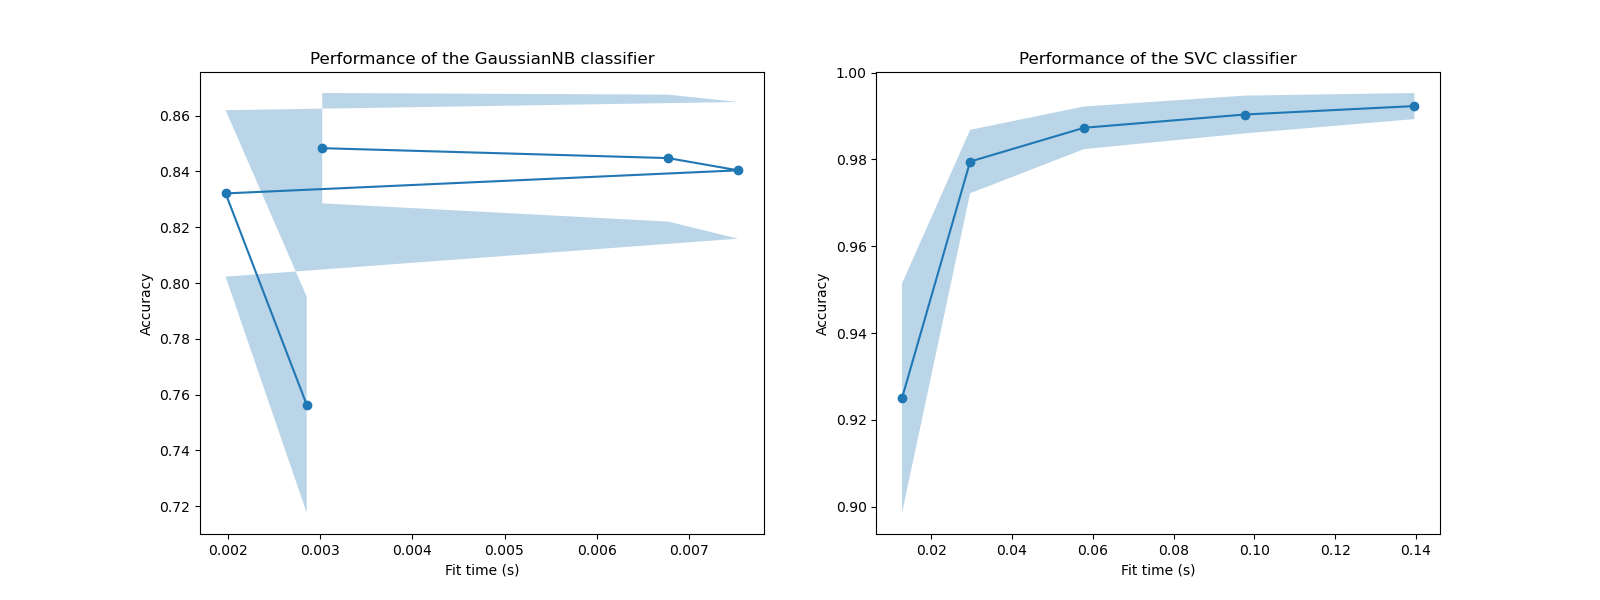 Performance of the GaussianNB classifier
0.86
0.84
0.82
0.80
0.78
0.76
0.74
0.72
Accuracy
0.002 0.003 0.004 0.005 0.006 0.007
Fit time (s)
Performance of the SVC classifier
1.00
0.98
0.96
0.94
0.92
0.90
Accuracy
0.02 0.04 0.06 0.08 0.10 0.12 0.14
Fit time (s)